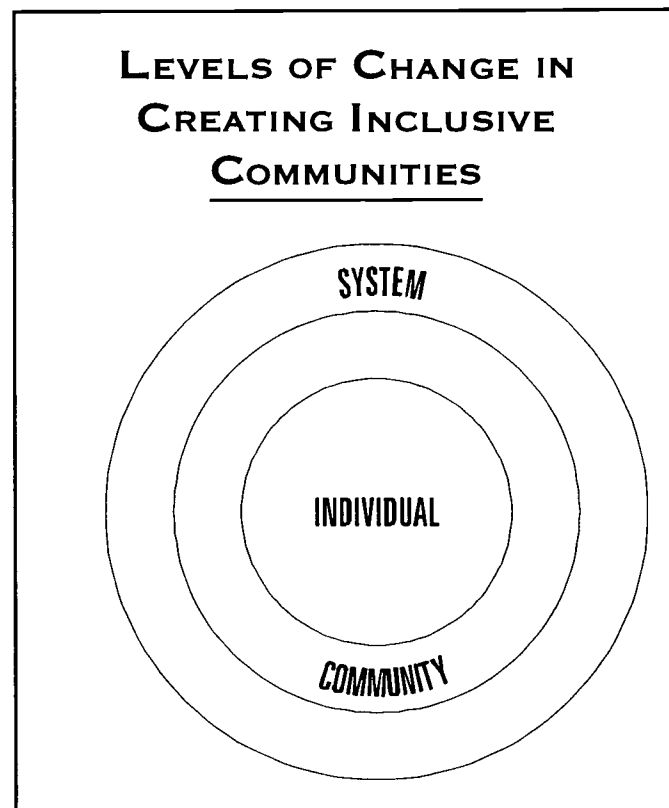 LEVELS OF CHANGE IN
CREATING INCLUSIVE
COMMUNITIES
SYSTEM
INDIVIDUAL
COMMUNITY